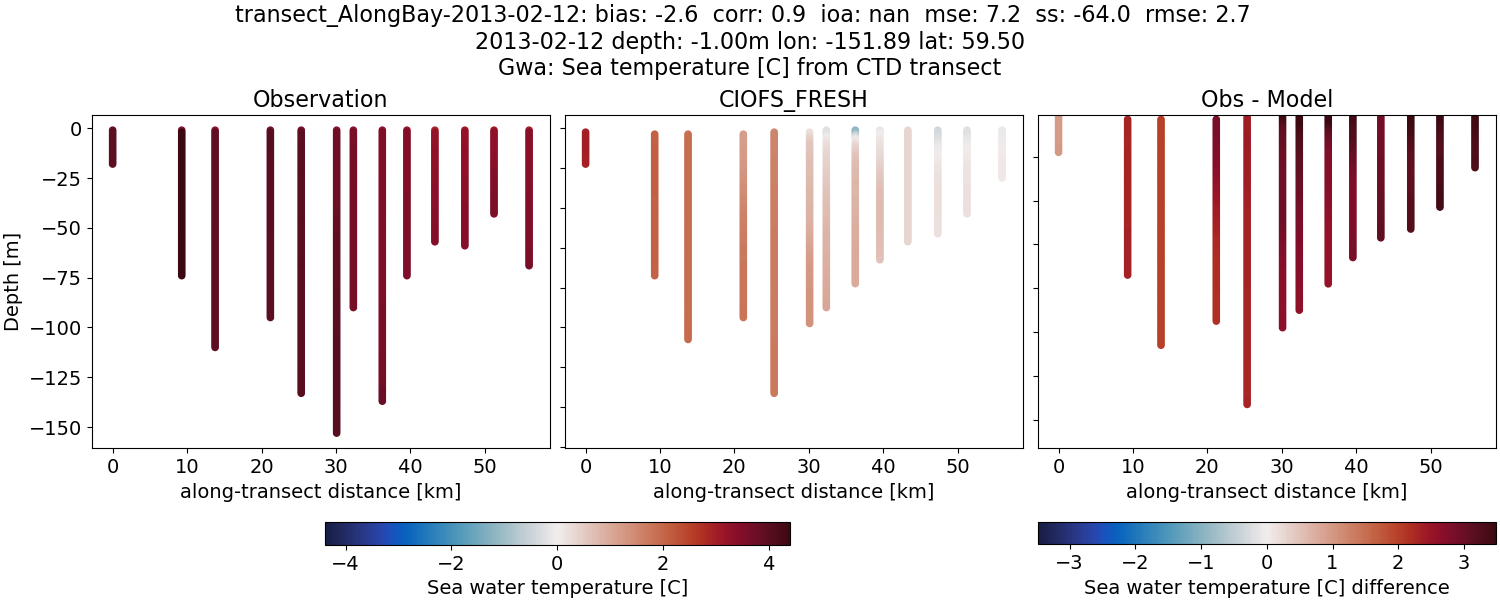 transect_AlongBay-2013-02-12: bias: -2.6  corr: 0.9  ioa: nan  mse: 7.2  ss: -64.0  rmse: 2.7
2013-02-12 depth: -1.00m lon: -151.89 lat: 59.50
Gwa: Sea temperature [C] from CTD transect
Observation
CIOFS_FRESH
Obs - Model
Depth [m]
0
−25
−50
−75
−100
−125
−150
0 10 20 30 40 50
0 10 20 30 40 50
0 10 20 30 40 50
along-transect distance [km]
along-transect distance [km]
along-transect distance [km]
−4 −2 0 2 4
Sea water temperature [C]
−3 −2 −1 0 1 2 3
Sea water temperature [C] difference